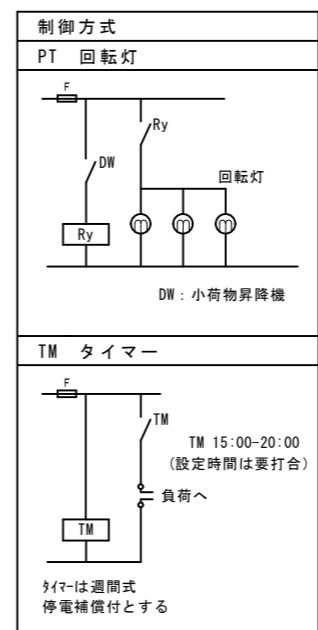 制御方式
PT 回転灯
F
Ry
DW
回転灯
Ry
DW：小荷物昇降機
TM タイマー
F
TM
TM 15:00-20:00
（設定時間は要打合）
負荷へ
TM
ﾀｲﾏｰは週間式
停電補償付とする